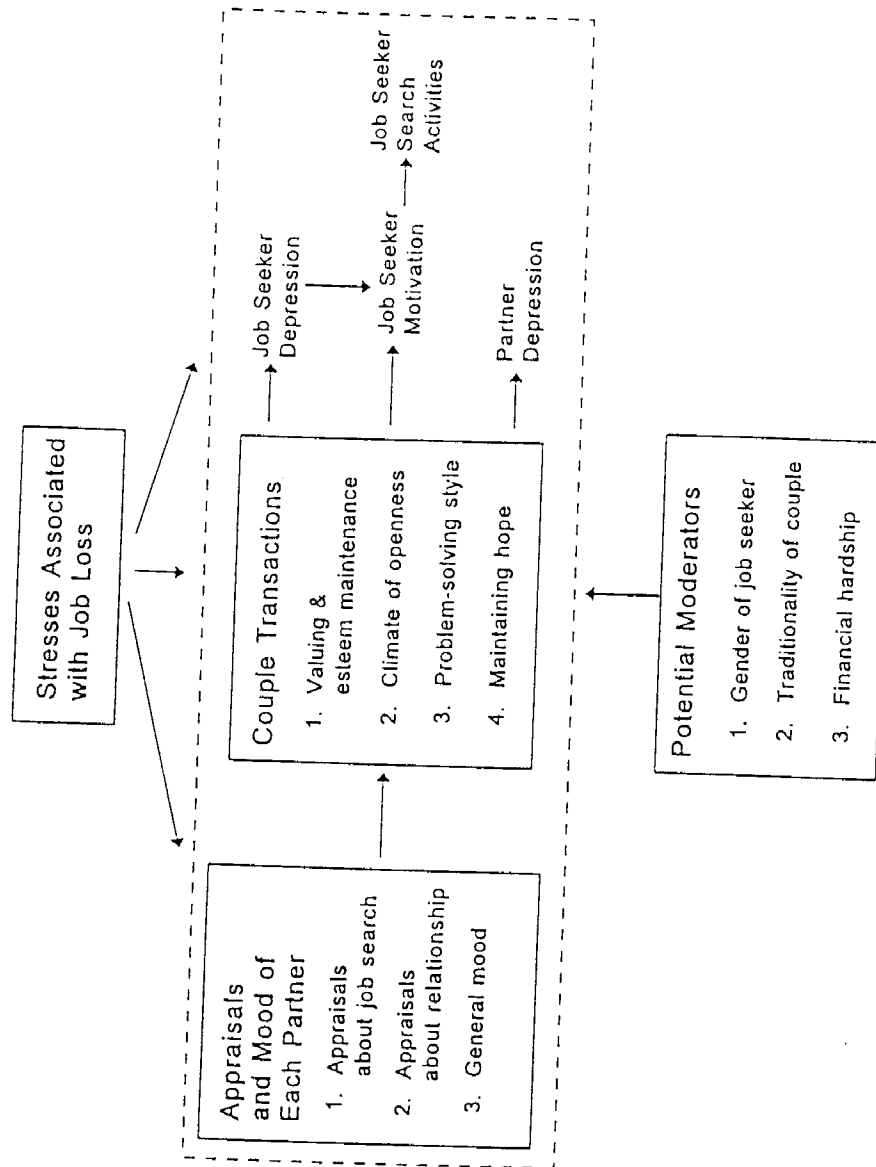 Stresses Associated
with Job Loss
Appraisals
and Mood of
Each Partner
1. Appraisals
about job search
2. Appraisals
about relationship
3. General mood
Couple Transactions
1. Valuing &
esteem maintenance
2. Climate of openness
3. Problem-solving style
4. Maintaining hope
Job Seeker
Depression
Job Seeker
Motivation
Job Seeker
Search
Activities
Partner
Depression
Potential Moderators
1. Gender of job seeker
2. Traditionality of couple
3. Financial hardship